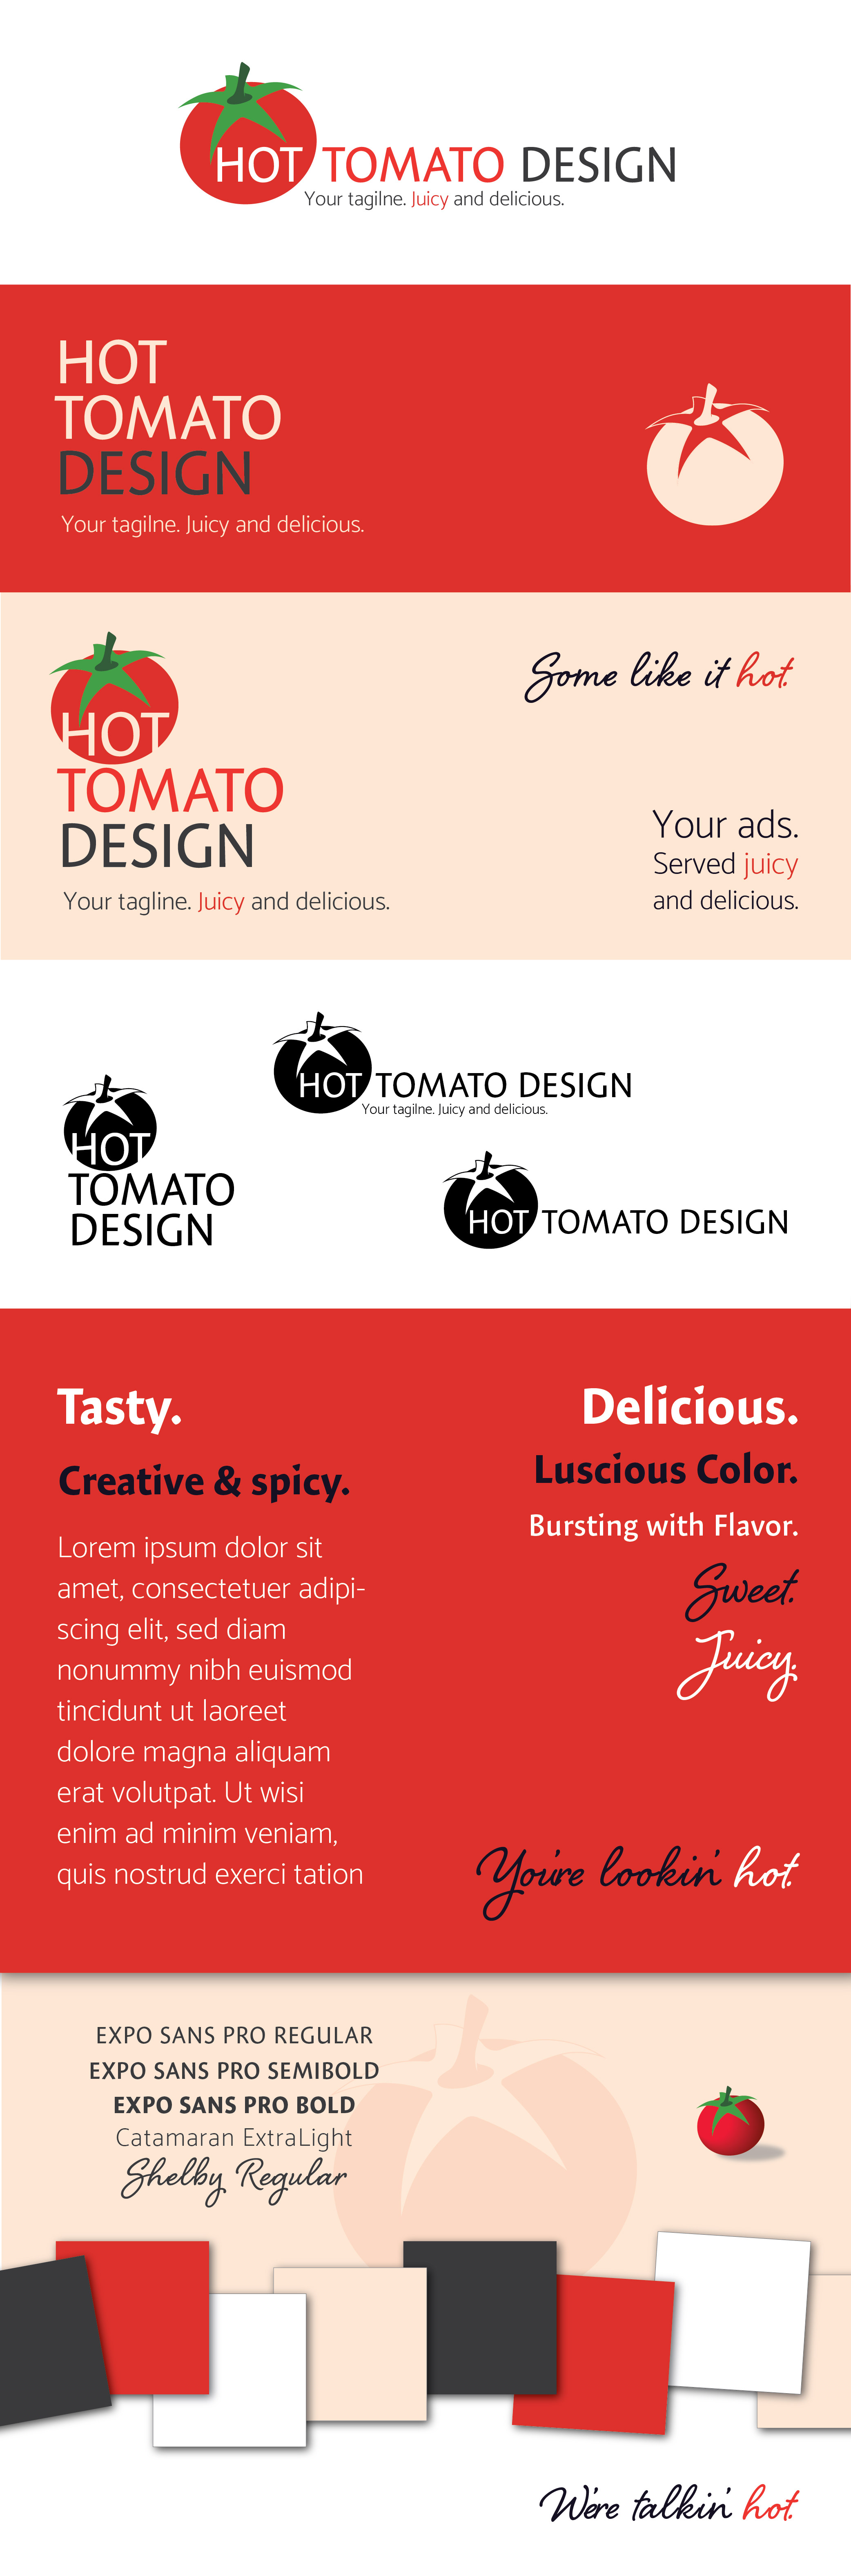 HOT TOMATO DESIGN
Your tagilne. Juicy and delicious.
HOT
TOMATO
DESIGN
Your tagilne. Juicy and delicious.
HOT
TOMATO
DESIGN
Your tagline. Juicy and delicious.
Some like it hot.
Your ads.
Served juicy
and delicious.
HOT TOMATO DESIGN
Your tagilne. Juicy and delicious.
HOT
TOMATO
DESIGN
HOT TOMATO DESIGN
Tasty.
Creative & spicy.
Lorem ipsum dolor sit
amet, consectetuer adipi-
scing elit, sed diam
nonummy nibh euismod
tincidunt ut laoreet
dolore magna aliquam
erat volutpat. Ut wisi
enim ad minim veniam,
quis nostrud exerci tation
Delicious.
Luscious Color.
Bursting with Flavor.
Sweet.
Juicy.
You're lookin' hot.
EXPO SANS PRO REGULAR
EXPO SANS PRO SEMIBOLD
EXPO SANS PRO BOLD
Catamaran ExtraLight
Shelby Regular
We're talkin' hot.